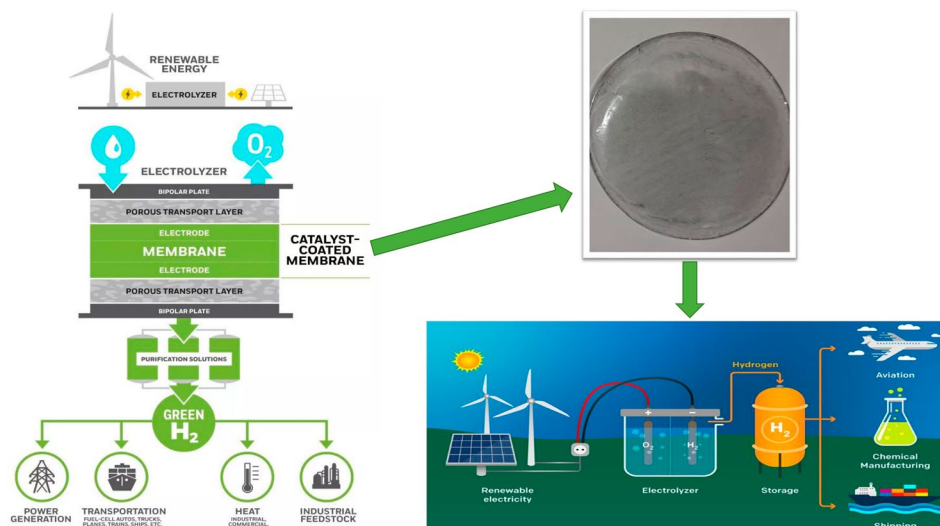 RENEWABLE
ENERGY
ELECTROLYZER
O2
ELECTROLYZER
BIPOLAR PLATE
POROUS TRANSPORT LAYER
ELECTRODE
MEMBRANE
ELECTRODE
CATALYST-
COATED
MEMBRANE
POROUS TRANSPORT LAYER
BIPOLAR PLATE
PURIFICATION SOLUTIONS
GREEN
H2
POWER
GENERATION
TRANSPORTATION
FUEL-CELL AUTOS, TRUCKS,
PLANES, TRAINS, SHIPS, ETC.
HEAT
INDUSTRIAL,
COMMERCIAL,
INDUSTRIAL
FEEDSTOCK
Hydrogen
+
−
O2
H2
H2
Renewable
electricity
Electrolyzer
Storage
Aviation
Chemical
Manufacturing
Shipping